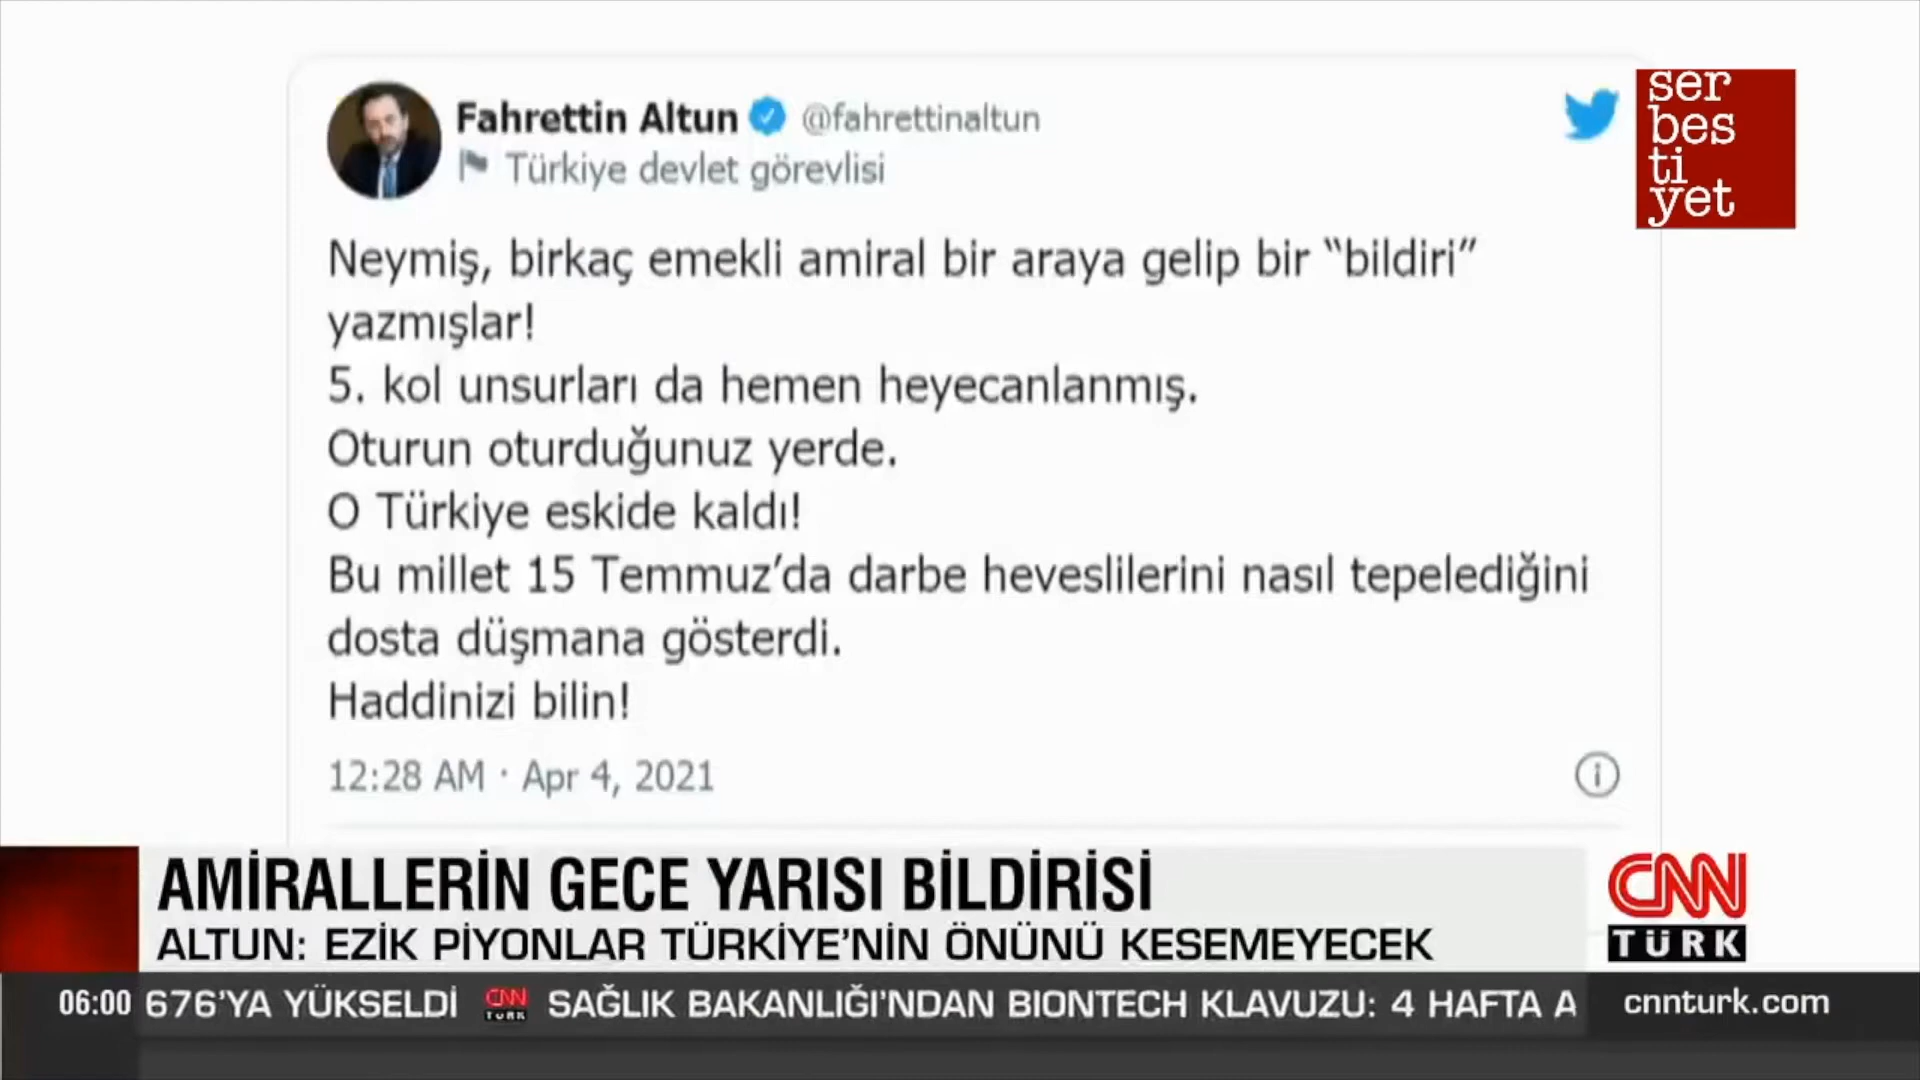 Fahrettin Altun @fahrettinaltun
Türkiye devlet görevlisi
ser
bes
ti
yet
Neymiş, birkaç emekli amiral bir araya gelip bir “bildiri”
yazmışlar!
5. kol unsurları da hemen heyecanlanmış.
Oturun oturduğunuz yerde.
O Türkiye eskide kaldı!
Bu millet 15 Temmuz’da darbe heveslilerini nasıl tepelediğini
dosta düşmana gösterdi.
Haddinizi bilin!
12:28 AM · Apr 4, 2021
AMİRALLERİN GECE YARISI BİLDİRİSİ
ALTUN: EZİK PİYONLAR TÜRKİYE’NİN ÖNÜNÜ KESEMEYECEK
CNN
TÜRK
06:00 676’YA YÜKSELDİ CNN TÜRK SAĞLIK BAKANLIĞI’NDAN BIONTECH KLAVUZU: 4 HAFTA A
cnnturk.com